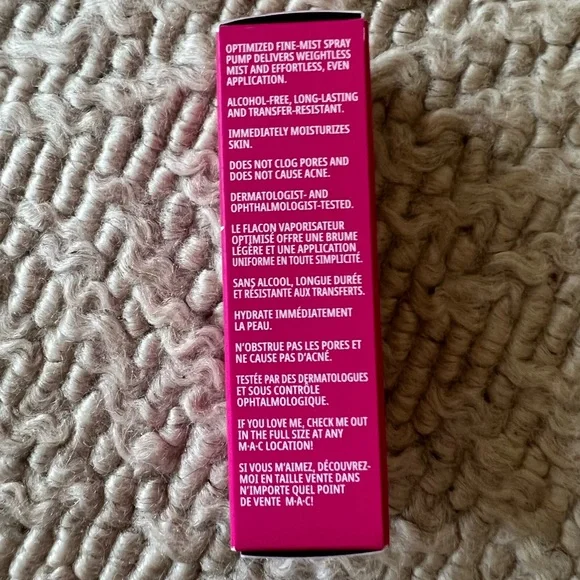 OPTIMIZED FINE-MIST SPRAY
PUMP DELIVERS WEIGHTLESS
MIST AND EFFORTLESS, EVEN
APPLICATION.
ALCOHOL-FREE, LONG-LASTING
AND TRANSFER-RESISTANT.
IMMEDIATELY MOISTURIZES
SKIN.
DOES NOT CLOG PORES AND
DOES NOT CAUSE ACNE.
DERMATOLOGIST- AND
OPHTHALMOLOGIST-TESTED.
LE FLACON VAPORISATEUR
OPTIMISÉ OFFRE UNE BRUME
LÉGÈRE ET UNE APPLICATION
UNIFORME EN TOUTE SIMPLICITÉ.
SANS ALCOOL, LONGUE DURÉE
ET RÉSISTANTE AUX TRANSFERTS.
HYDRATE IMMÉDIATEMENT
LA PEAU.
N'OBSTRUE PAS LES PORES ET
NE CAUSE PAS D'ACNÉ.
TESTÉE PAR DES DERMATOLOGUES
ET SOUS CONTRÔLE
OPHTALMOLOGIQUE.
IF YOU LOVE ME, CHECK ME OUT
IN THE FULL SIZE AT ANY
M·A·C LOCATION!
SI VOUS M'AIMEZ, DÉCOUVREZ-
MOI EN TAILLE VENTE DANS
N'IMPORTE QUEL POINT
DE VENTE M·A·C!